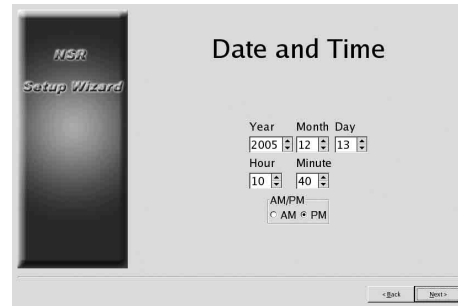 NSR
Setup Wizard
Date and Time
Year Month Day
2005 12 13
Hour Minute
10 40
AM/PM
AM PM
< Back Next >